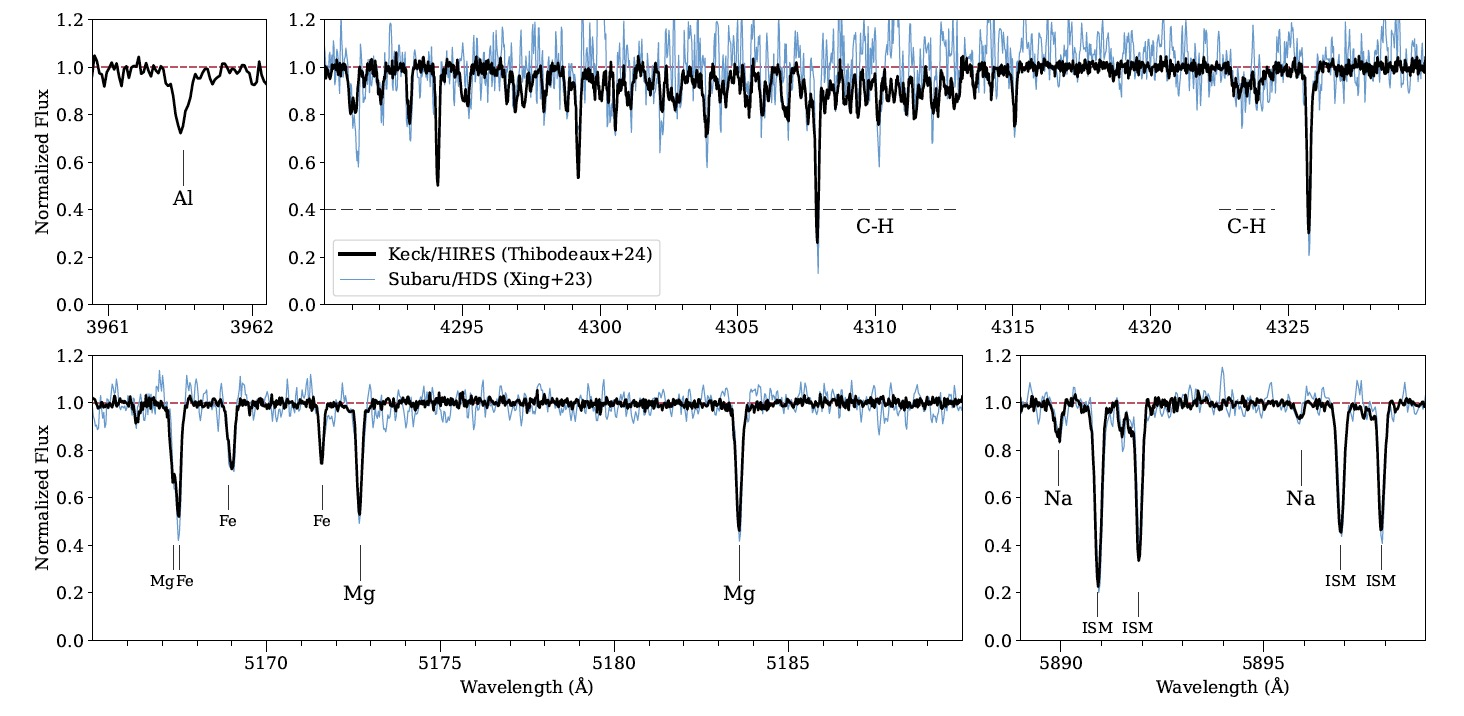 1.2
1.0
0.8
0.6
0.4
0.2
0.0
Normalized Flux
Al
3961 3962
1.2
1.0
0.8
0.6
0.4
0.2
0.0
C-H C-H
Keck/HIRES (Thibodeaux+24)
Subaru/HDS (Xing+23)
4295 4300 4305 4310 4315 4320 4325
1.2
1.0
0.8
0.6
0.4
0.2
0.0
Normalized Flux
Fe Fe
Mg Fe
Mg Mg
5170 5175 5180 5185
Wavelength (Å)
1.2
1.0
0.8
0.6
0.4
0.2
0.0
Na Na
ISM ISM
ISM ISM
5890 5895
Wavelength (Å)